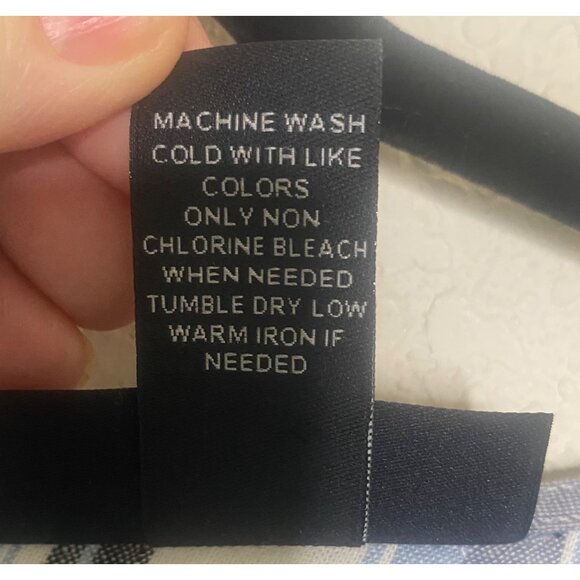 MACHINE WASH
COLD WITH LIKE
COLORS
ONLY NON
CHLORINE BLEACH
WHEN NEEDED
TUMBLE DRY LOW
WARM IRON IF
NEEDED